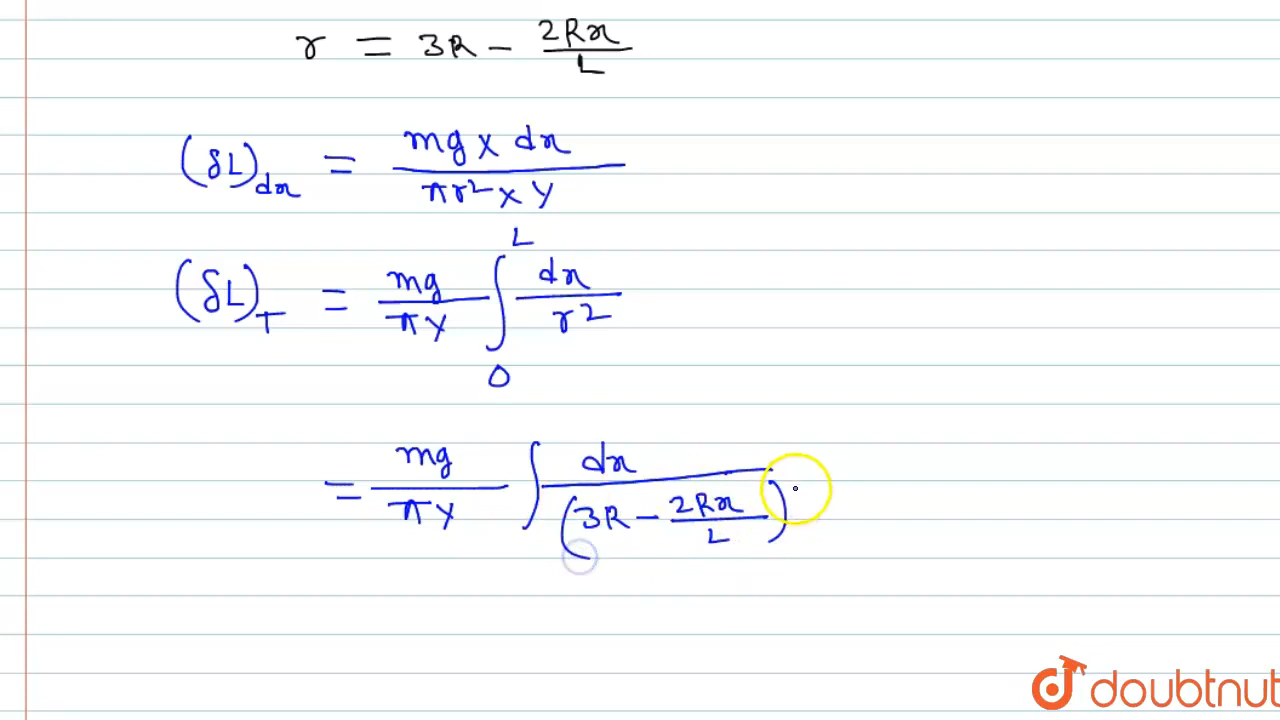 r = 3R - 2Rx/L
(δL)dx = mg × dx / πr² × Y
(δL)T = mg/πY ∫₀ᴸ dx/r²
= mg/πY ∫ dx/(3R - 2Rx/L)
doubtnut